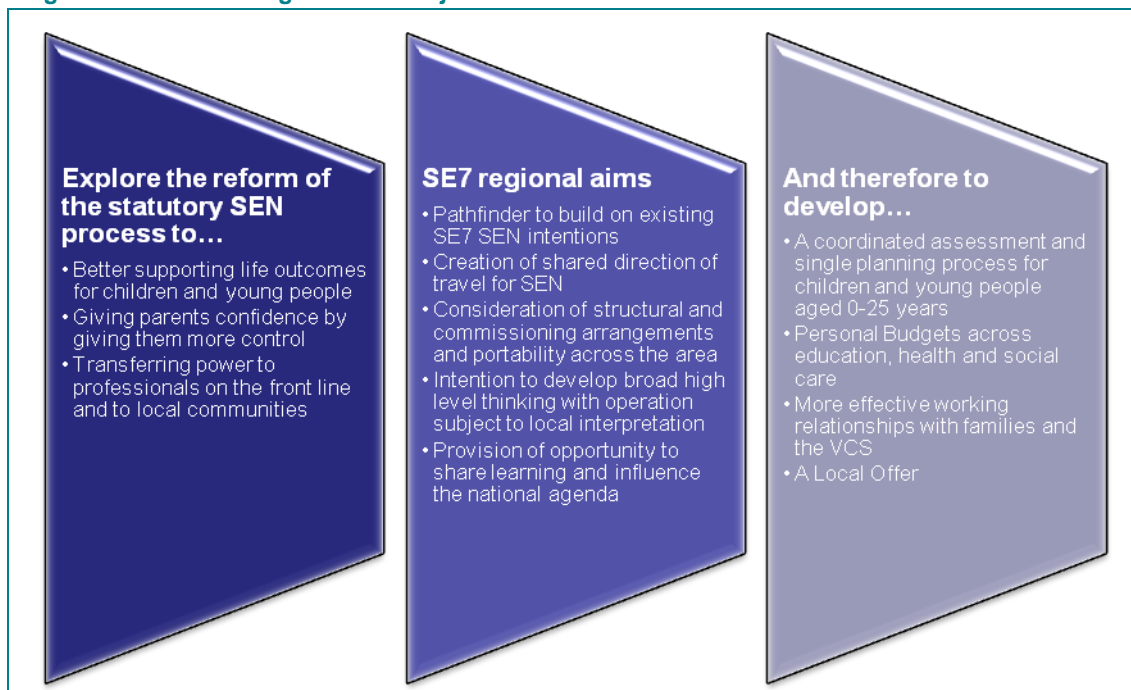 Explore the reform of
the statutory SEN
process to…
• Better supporting life outcomes
for children and young people
• Giving parents confidence by
giving them more control
• Transferring power to
professionals on the front line
and to local communities
SE7 regional aims
• Pathfinder to build on existing
SE7 SEN intentions
• Creation of shared direction of
travel for SEN
• Consideration of structural and
commissioning arrangements
and portability across the area
• Intention to develop broad high
level thinking with operation
subject to local interpretation
• Provision of opportunity to
share learning and influence
the national agenda
And therefore to
develop…
• A coordinated assessment and
single planning process for
children and young people
aged 0-25 years
• Personal Budgets across
education, health and social
care
• More effective working
relationships with families and
the VCS
• A Local Offer